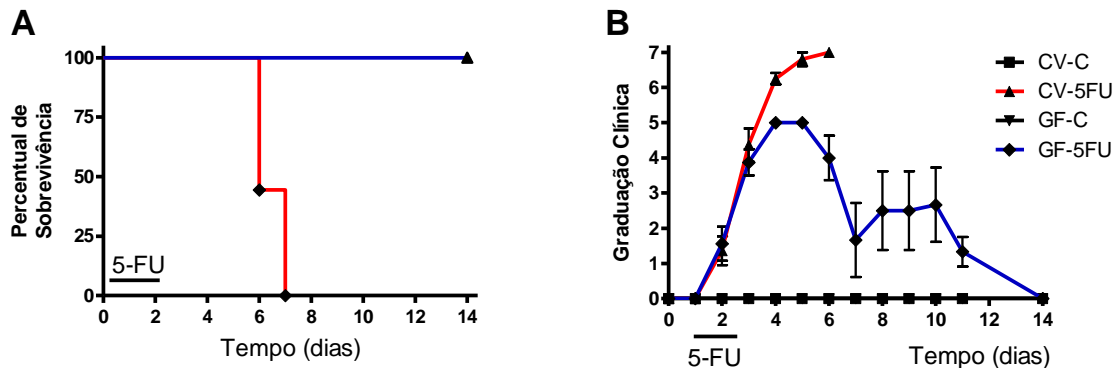 A
Percentual de
Sobrevivência
100
75
50
25
0
5-FU
0 2 4 6 8 10 12 14
Tempo (dias)
B
Graduação Clínica
7
6
5
4
3
2
1
0
0 2 4 6 8 10 12 14
5-FU
Tempo (dias)
CV-C
CV-5FU
GF-C
GF-5FU